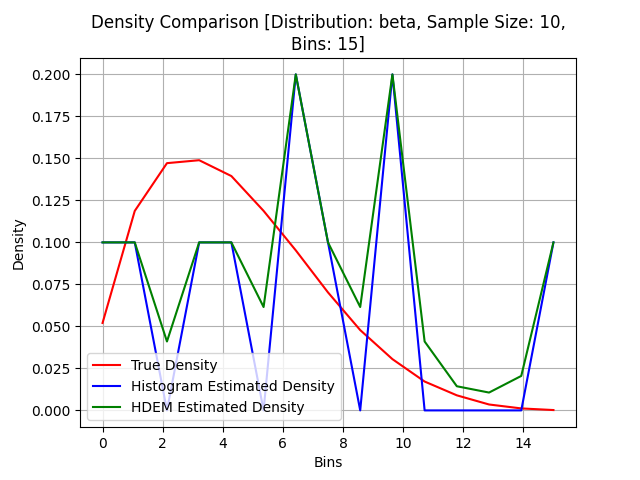 Density Comparison [Distribution: beta, Sample Size: 10,
Bins: 15]
Density
0.200
0.175
0.150
0.125
0.100
0.075
0.050
0.025
0.000
True Density
Histogram Estimated Density
HDEM Estimated Density
0 2 4 6 8 10 12 14
Bins